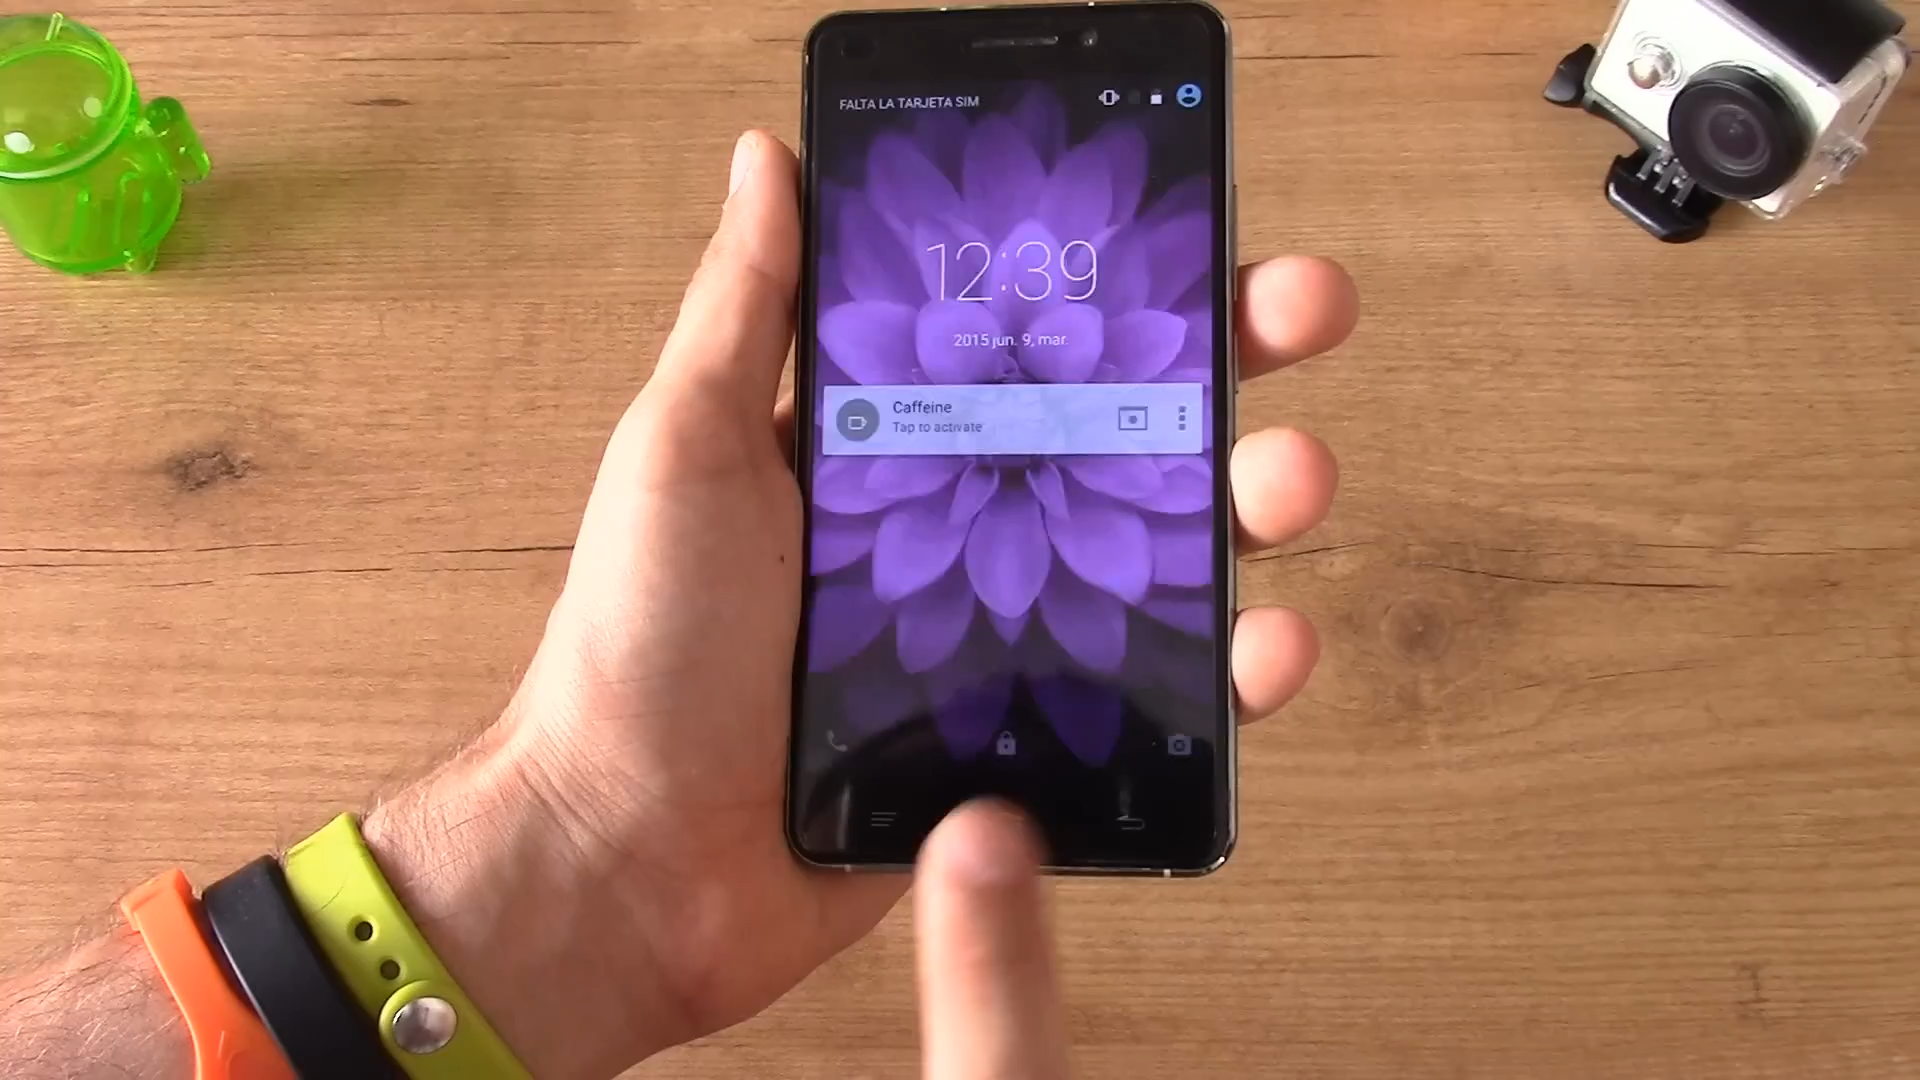 FALTA LA TARJETA SIM
12:39
2015 jun. 9, mar.
Caffeine
Tap to activate